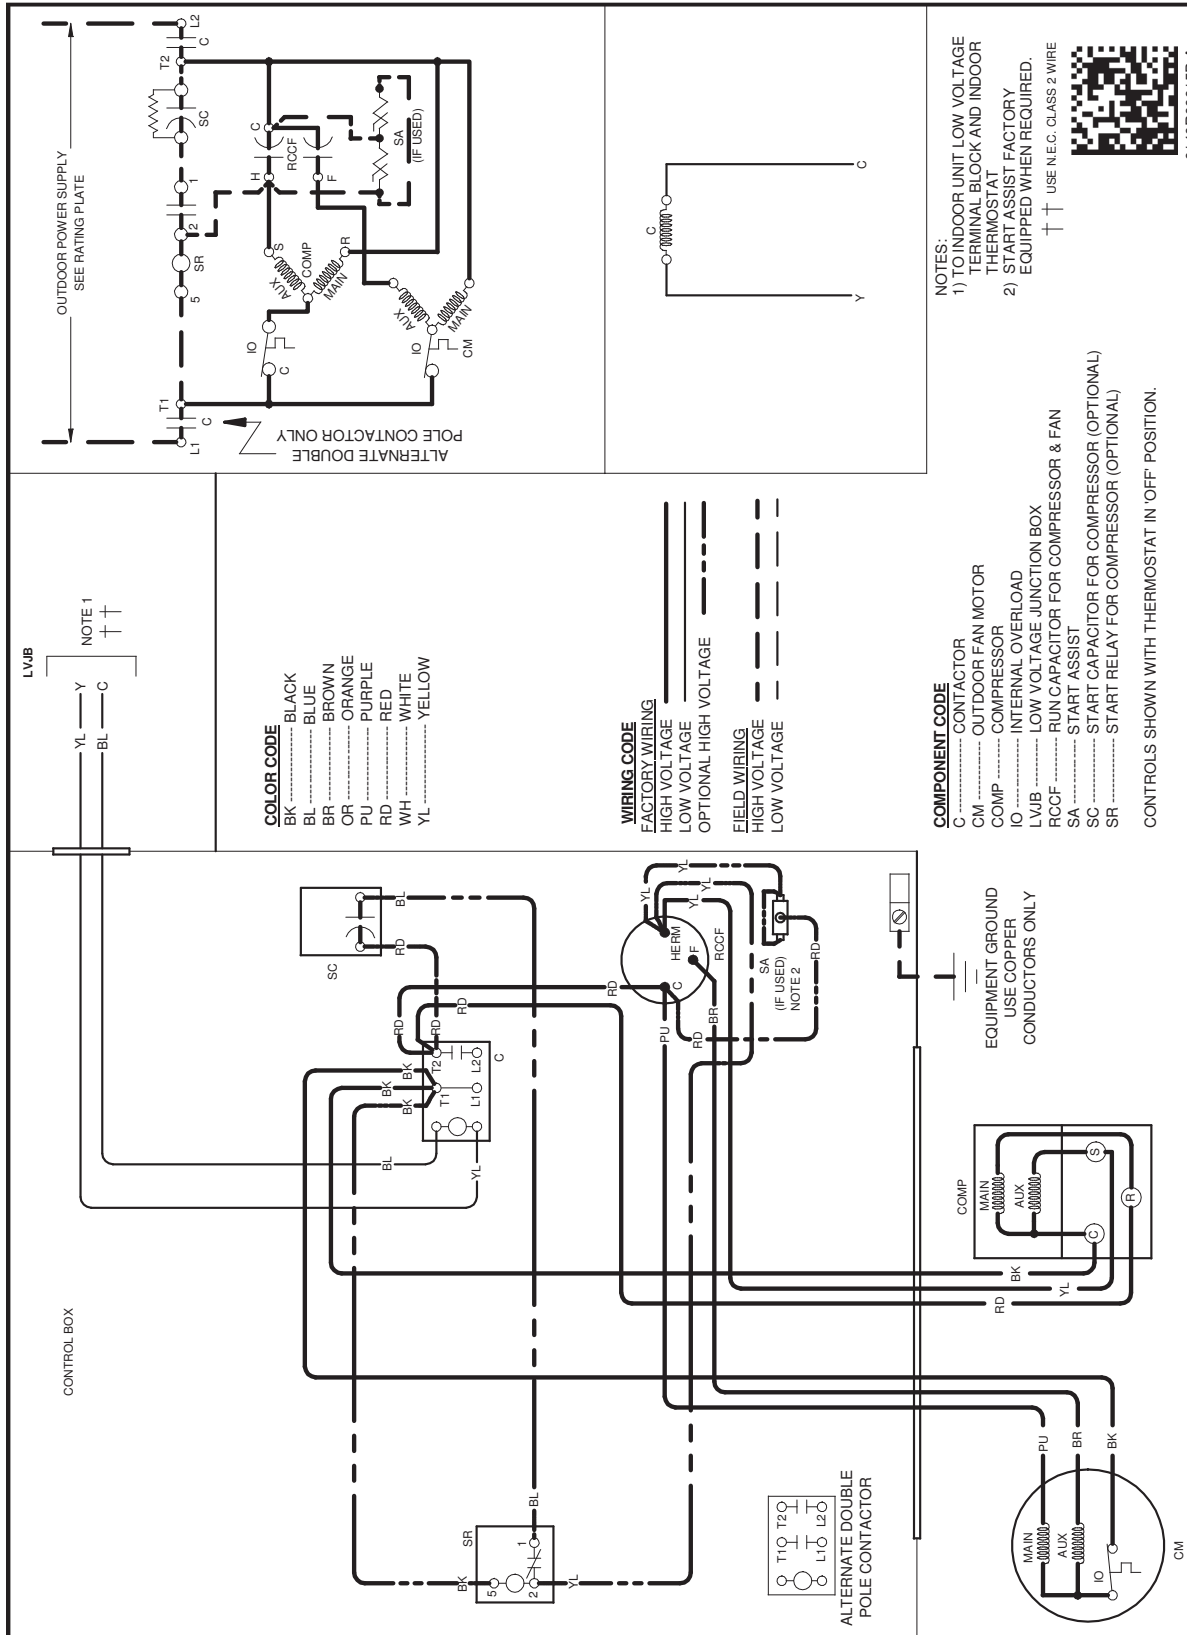 CONTROL BOX
LVJB
YL Y
BL C
NOTE 1
SC
RD
BL
RD
RD
RD
RD
BK
BK
BK
T2
T1
L2
L1
C
BL
YL
SR
BK
5
2
1
BL
YL
YL
YL
YL
HERM
F
C
RCCF
RD
PU
BR
RD
RD
SA
(IF USED)
NOTE 2
ALTERNATE DOUBLE
POLE CONTACTOR
T1 T2
L1 L2
EQUIPMENT GROUND
USE COPPER
CONDUCTORS ONLY
COMP
MAIN
AUX
S
C
R
BK
YL
RD
PU
BR
BK
MAIN
AUX
IO
CM
COLOR CODE
BK ---------- BLACK
BL ---------- BLUE
BR ---------- BROWN
OR ---------- ORANGE
PU ---------- PURPLE
RD ---------- RED
WH ---------- WHITE
YL ---------- YELLOW
WIRING CODE
FACTORY WIRING
HIGH VOLTAGE
LOW VOLTAGE
OPTIONAL HIGH VOLTAGE
FIELD WIRING
HIGH VOLTAGE
LOW VOLTAGE
COMPONENT CODE
C ---------- CONTACTOR
CM ---------- OUTDOOR FAN MOTOR
COMP ---------- COMPRESSOR
IO ---------- INTERNAL OVERLOAD
LVJB ---------- LOW VOLTAGE JUNCTION BOX
RCCF ---------- RUN CAPACITOR FOR COMPRESSOR & FAN
SA ---------- START ASSIST
SC ---------- START CAPACITOR FOR COMPRESSOR (OPTIONAL)
SR ---------- START RELAY FOR COMPRESSOR (OPTIONAL)
CONTROLS SHOWN WITH THERMOSTAT IN 'OFF' POSITION.
OUTDOOR POWER SUPPLY
SEE RATING PLATE
L1
C
T1
5
SR
2
1
SC
T2
C
L2
ALTERNATE DOUBLE
POLE CONTACTOR ONLY
IO
C
S
AUX
COMP
MAIN
R
H
C
RCCF
F
SA
(IF USED)
IO
AUX
MAIN
CM
C
Y
C
NOTES:
1) TO INDOOR UNIT LOW VOLTAGE
TERMINAL BLOCK AND INDOOR
THERMOSTAT
2) START ASSIST FACTORY
EQUIPPED WHEN REQUIRED.
†† USE N.E.C. CLASS 2 WIRE